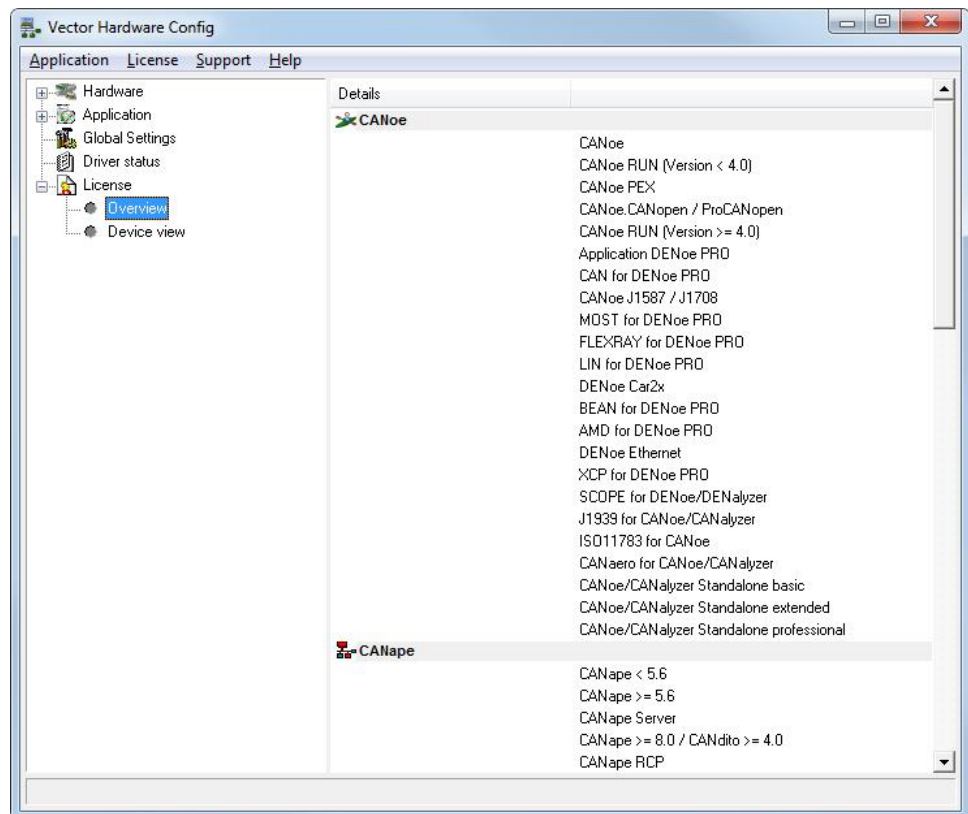 Vector Hardware Config
Application License Support Help
Hardware
Application
Global Settings
Driver status
License
Overview
Device view
Details
CANoe
CANoe
CANoe RUN (Version < 4.0)
CANoe PEX
CANoe.CANopen / ProCANopen
CANoe RUN (Version >= 4.0)
Application DENoe PRO
CAN for DENoe PRO
CANoe J1587 / J1708
MOST for DENoe PRO
FLEXRAY for DENoe PRO
LIN for DENoe PRO
DENoe Car2x
BEAN for DENoe PRO
AMD for DENoe PRO
DENoe Ethernet
XCP for DENoe PRO
SCOPE for DENoe/DENalyzer
J1939 for CANoe/CANalyzer
ISO11783 for CANoe
CANaero for CANoe/CANalyzer
CANoe/CANalyzer Standalone basic
CANoe/CANalyzer Standalone extended
CANoe/CANalyzer Standalone professional
CANape
CANape < 5.6
CANape >= 5.6
CANape Server
CANape >= 8.0 / CANdito >= 4.0
CANape RCP